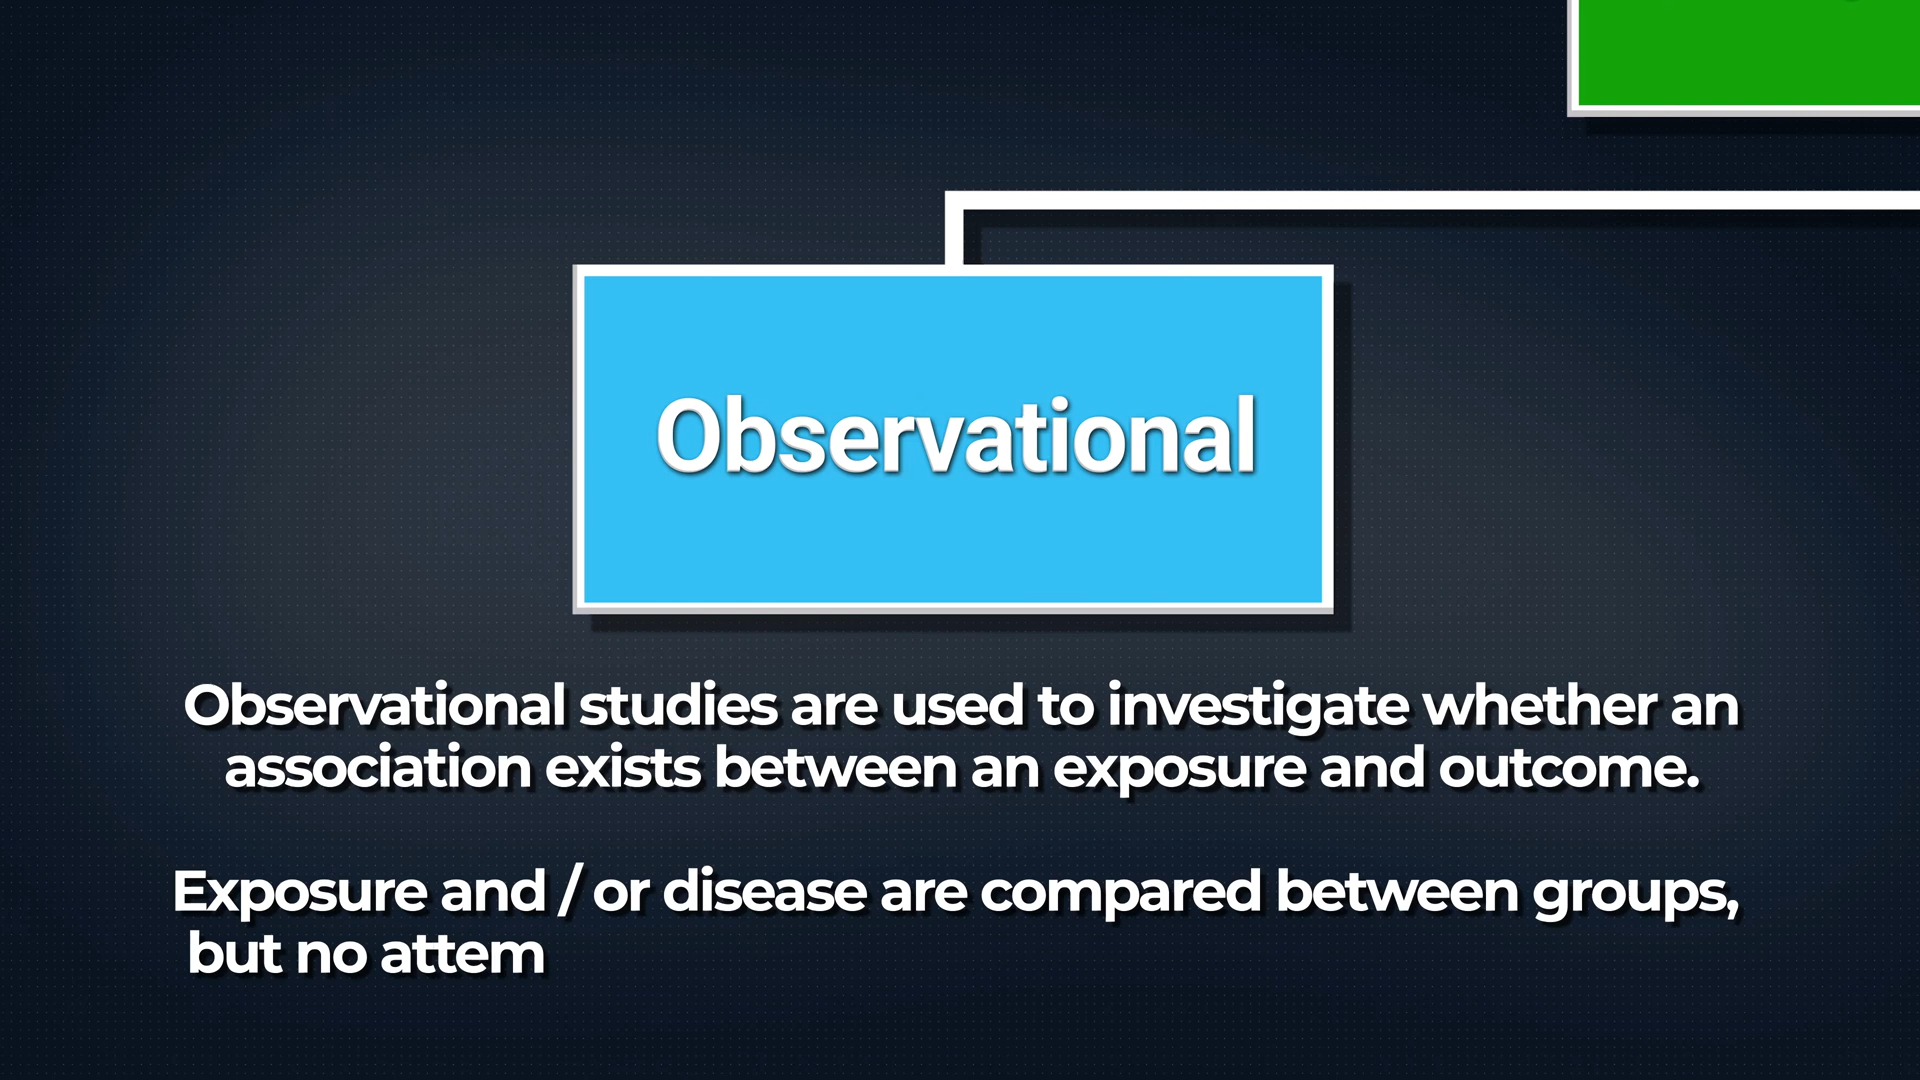 Observational
Observational studies are used to investigate whether an
association exists between an exposure and outcome.
Exposure and / or disease are compared between groups,
but no attem